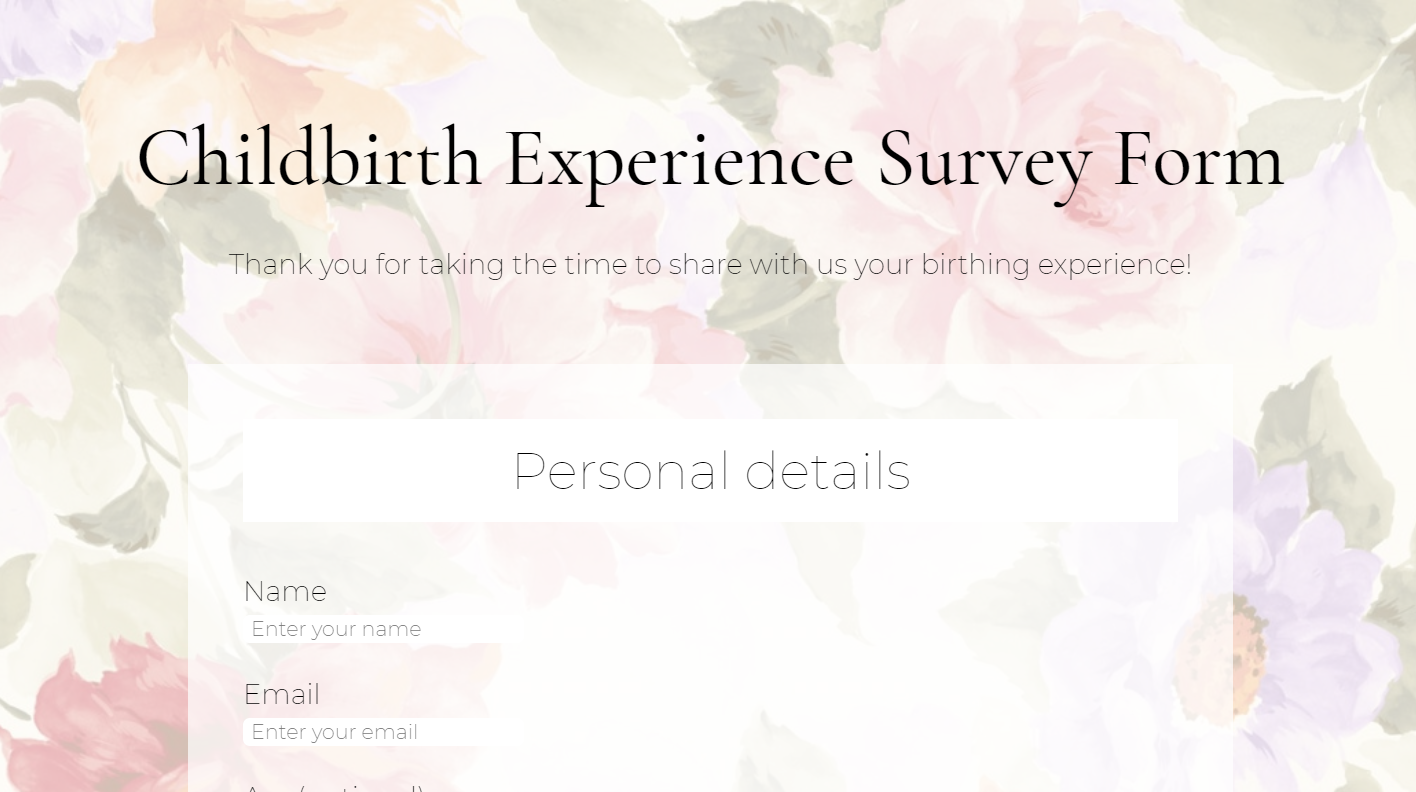 Childbirth Experience Survey Form
Thank you for taking the time to share with us your birthing experience!
Personal details
Name
Enter your name
Email
Enter your email